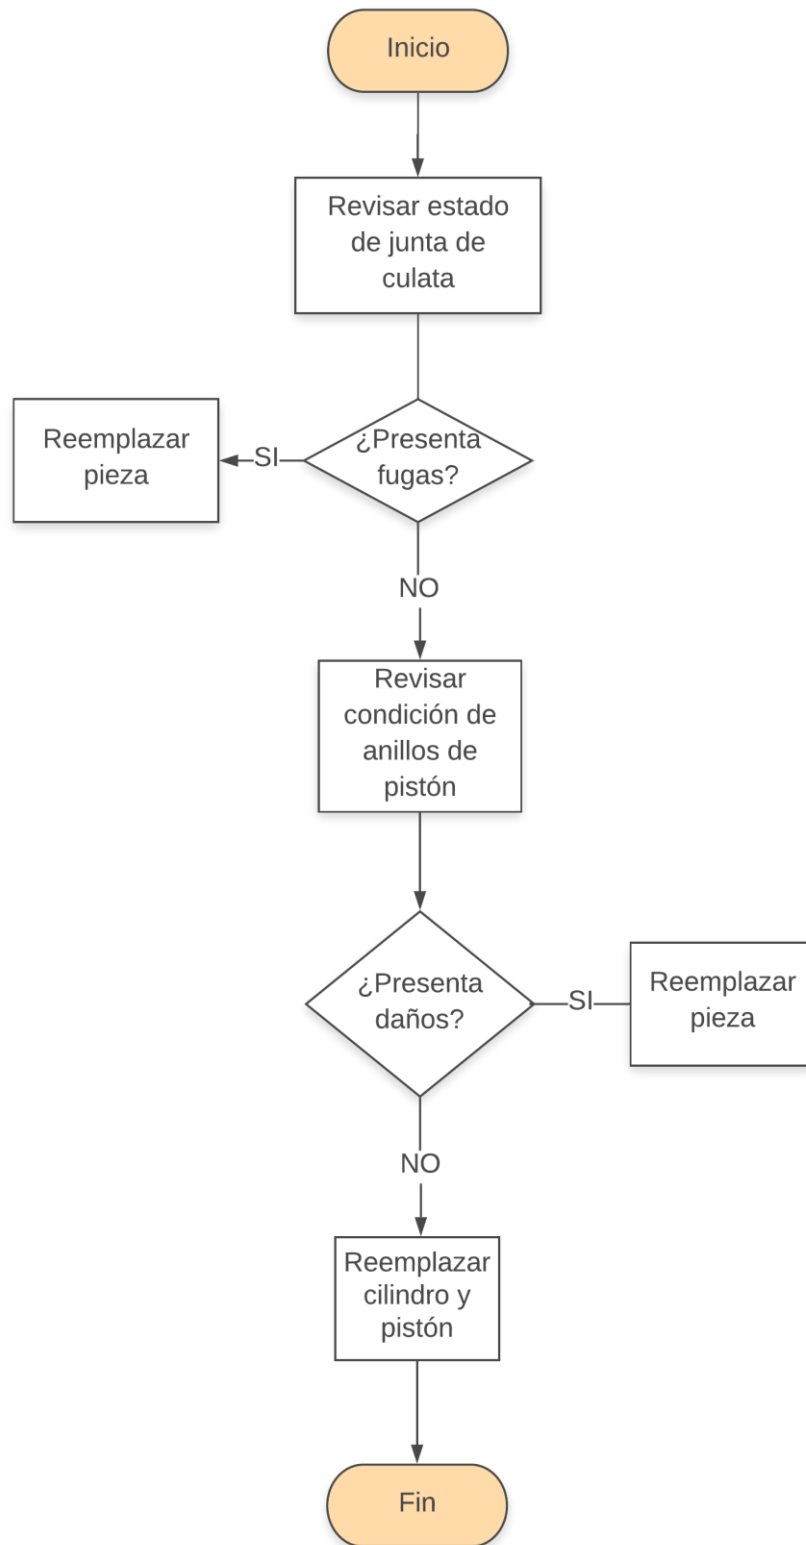 Inicio
Revisar estado
de junta de
culata
¿Presenta
fugas?
SI
Reemplazar
pieza
NO
Revisar
condición de
anillos de
pistón
¿Presenta
daños?
SI
Reemplazar
pieza
NO
Reemplazar
cilindro y
pistón
Fin